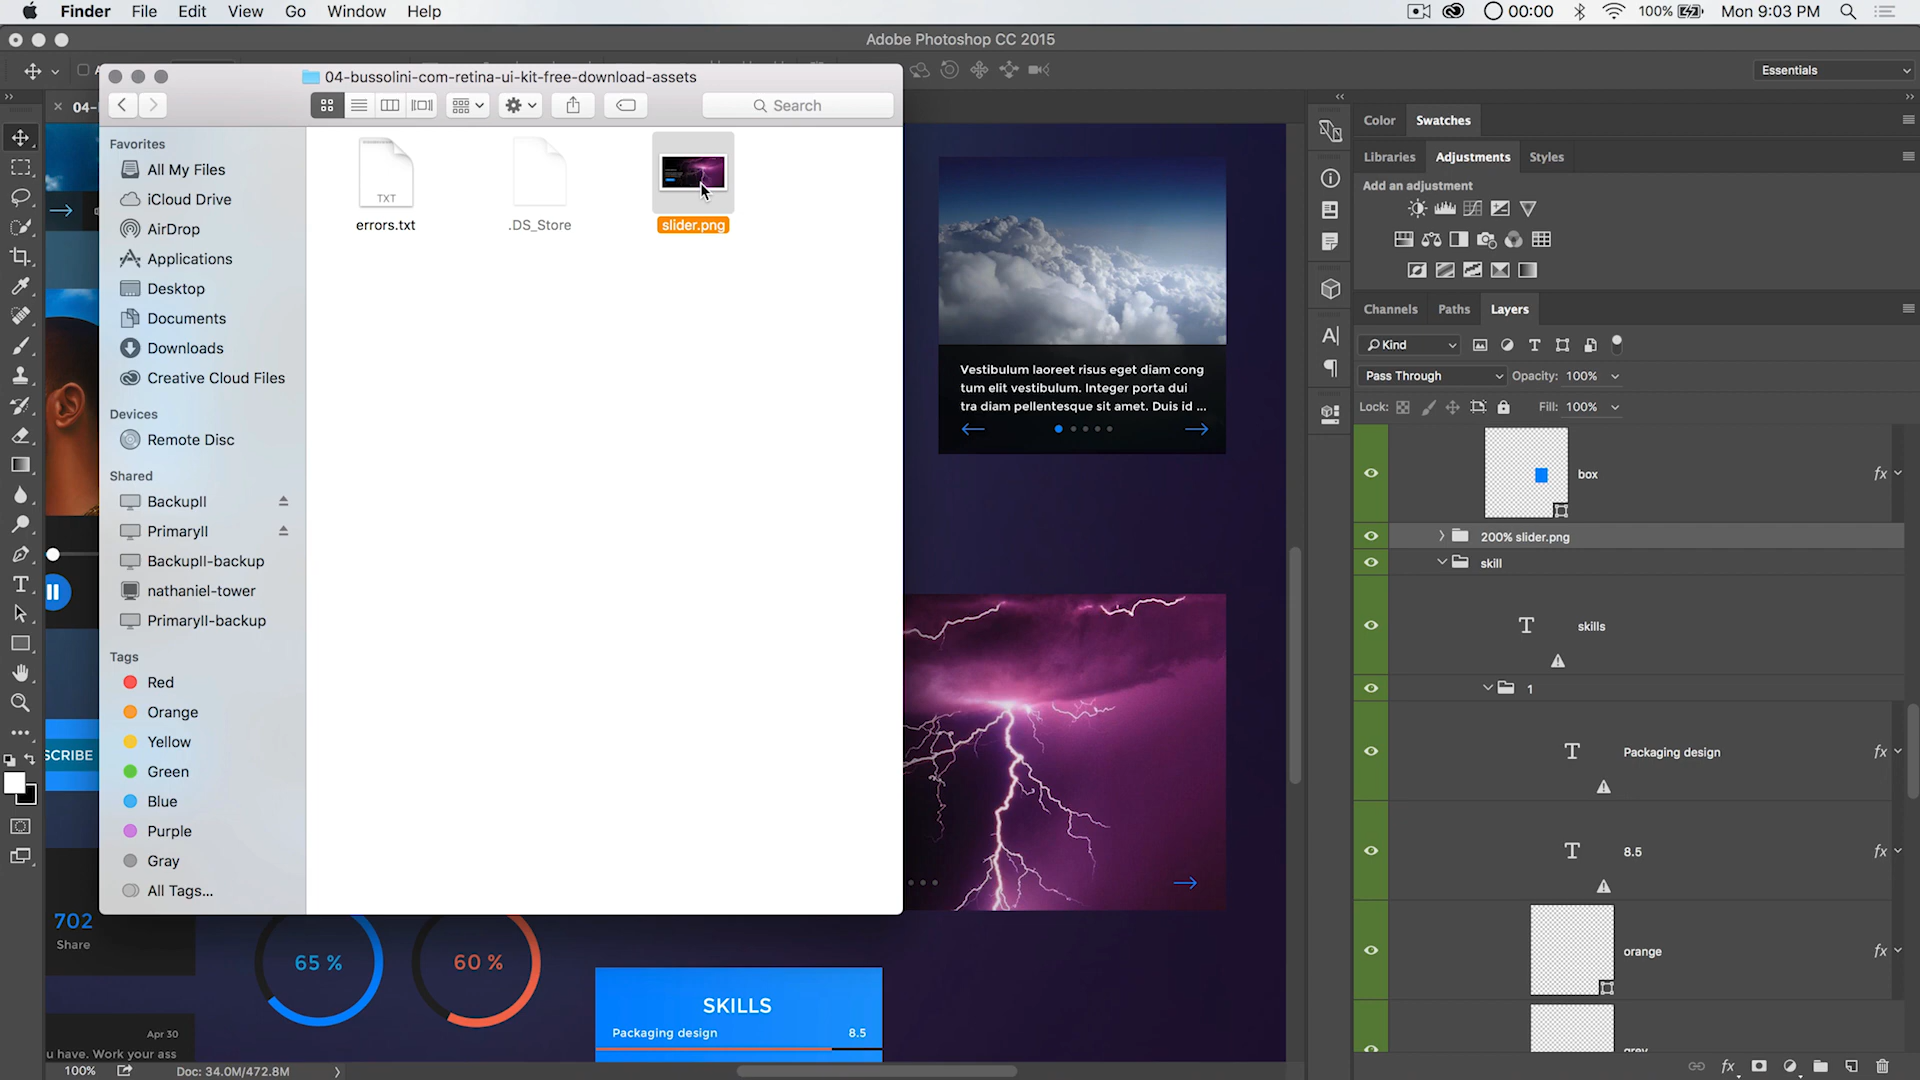 Finder File Edit View Go Window Help
00:00 100% Mon 9:03 PM
Adobe Photoshop CC 2015
Essentials
04-bussolini-com-retina-ui-kit-free-download-assets
Search
04-
Favorites
All My Files
iCloud Drive
AirDrop
Applications
Desktop
Documents
Downloads
Creative Cloud Files
Devices
Remote Disc
Shared
BackupII
PrimaryII
BackupII-backup
nathaniel-tower
PrimaryII-backup
Tags
Red
Orange
Yellow
Green
Blue
Purple
Gray
All Tags...
TXT
errors.txt
.DS_Store
slider.png
Vestibulum laoreet risus eget diam cong
tum elit vestibulum. Integer porta dui
tra diam pellentesque sit amet. Duis id ...
SCRIBE
702
Share
65 %
60 %
SKILLS
Packaging design 8.5
Apr 30
u have. Work your ass
100% Doc: 34.0M/472.8M
Color Swatches
Libraries Adjustments Styles
Add an adjustment
Channels Paths Layers
Kind
Pass Through Opacity: 100%
Lock: Fill: 100%
box fx
200% slider.png
skill
T skills
1
T Packaging design fx
T 8.5 fx
orange fx
grey
fx